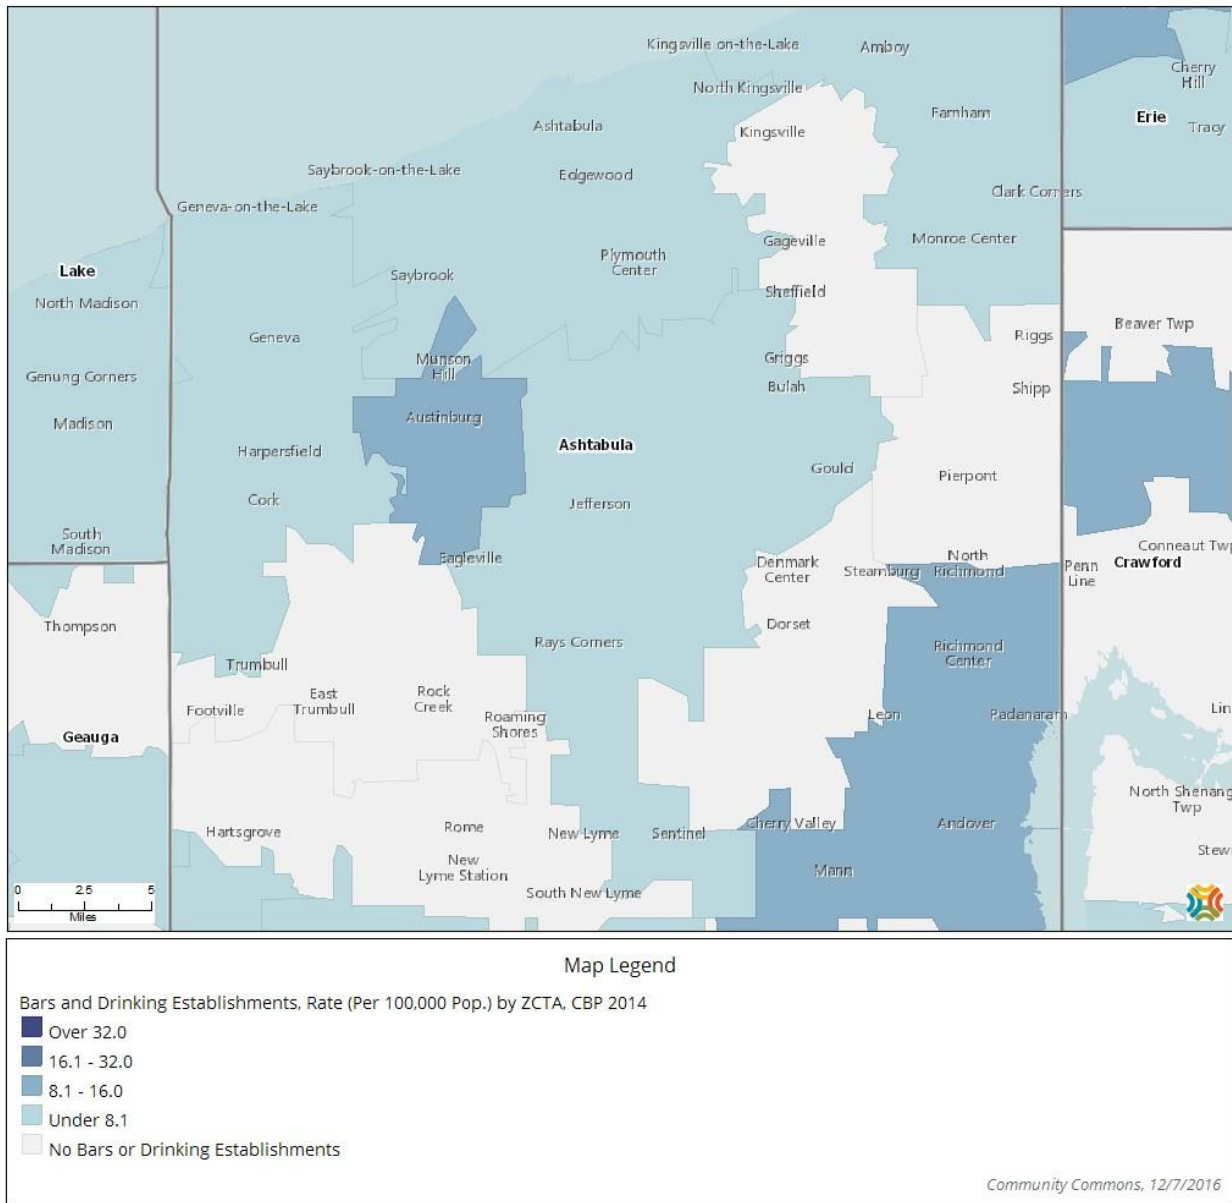 Kingsville on-the-Lake
Amboy
North Kingsville
Cherry
Hill
Farnham
Erie
Tracy
Ashtabula
Kingsville
Saybrook-on-the-Lake
Edgewood
Clark Corners
Geneva-on-the-Lake
Gageville
Monroe Center
Plymouth
Center
Lake
Saybrook
North Madison
Sheffield
Beaver Twp
Geneva
Riggs
Munson
Hill
Griggs
Genung Corners
Bulah
Shipp
Madison
Austinburg
Harpersfield
Ashtabula
Gould
Pierpont
Cork
Jefferson
South
Madison
Eagleville
Denmark
Center
Steamburg
North
Richmond
Penn
Line
Conneaut Twp
Crawford
Thompson
Dorset
Rays Corners
Richmond
Center
Trumbull
East
Trumbull
Rock
Creek
Footville
Roaming
Shores
Leon
Padanaram
Lin
Geauga
North Shenang
Twp
Hartsgrove
Rome
New Lyme
Sentinel
Cherry Valley
Andover
Stew
New
Lyme Station
Mann
South New Lyme
0 2.5 5
Miles
Map Legend
Bars and Drinking Establishments, Rate (Per 100,000 Pop.) by ZCTA, CBP 2014
Over 32.0
16.1 - 32.0
8.1 - 16.0
Under 8.1
No Bars or Drinking Establishments
Community Commons, 12/7/2016